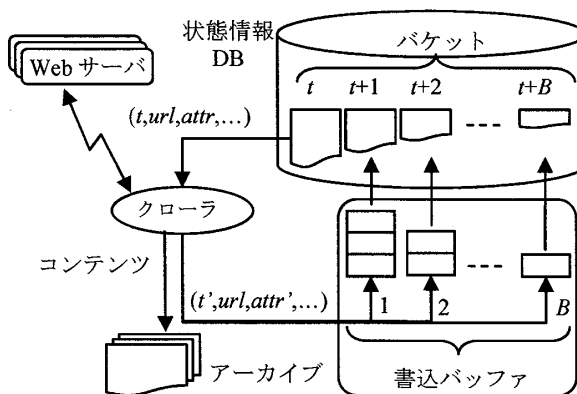 状態情報
DB
バケット
Webサーバ
t
t+1
t+2
t+B
(t,url,attr,…)
クローラ
コンテンツ
(t',url,attr',…)
1
2
B
アーカイブ
書込バッファ